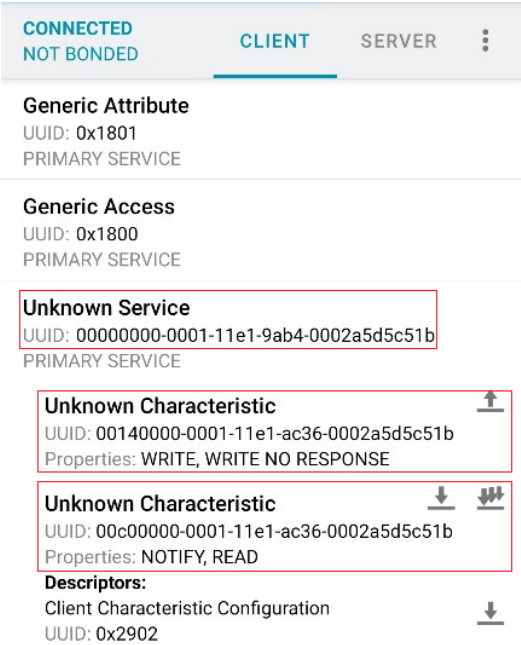 CONNECTED
NOT BONDED
CLIENT
SERVER
Generic Attribute
UUID: 0x1801
PRIMARY SERVICE
Generic Access
UUID: 0x1800
PRIMARY SERVICE
Unknown Service
UUID: 00000000-0001-11e1-9ab4-0002a5d5c51b
PRIMARY SERVICE
Unknown Characteristic
UUID: 00140000-0001-11e1-ac36-0002a5d5c51b
Properties: WRITE, WRITE NO RESPONSE
Unknown Characteristic
UUID: 00c00000-0001-11e1-ac36-0002a5d5c51b
Properties: NOTIFY, READ
Descriptors:
Client Characteristic Configuration
UUID: 0x2902